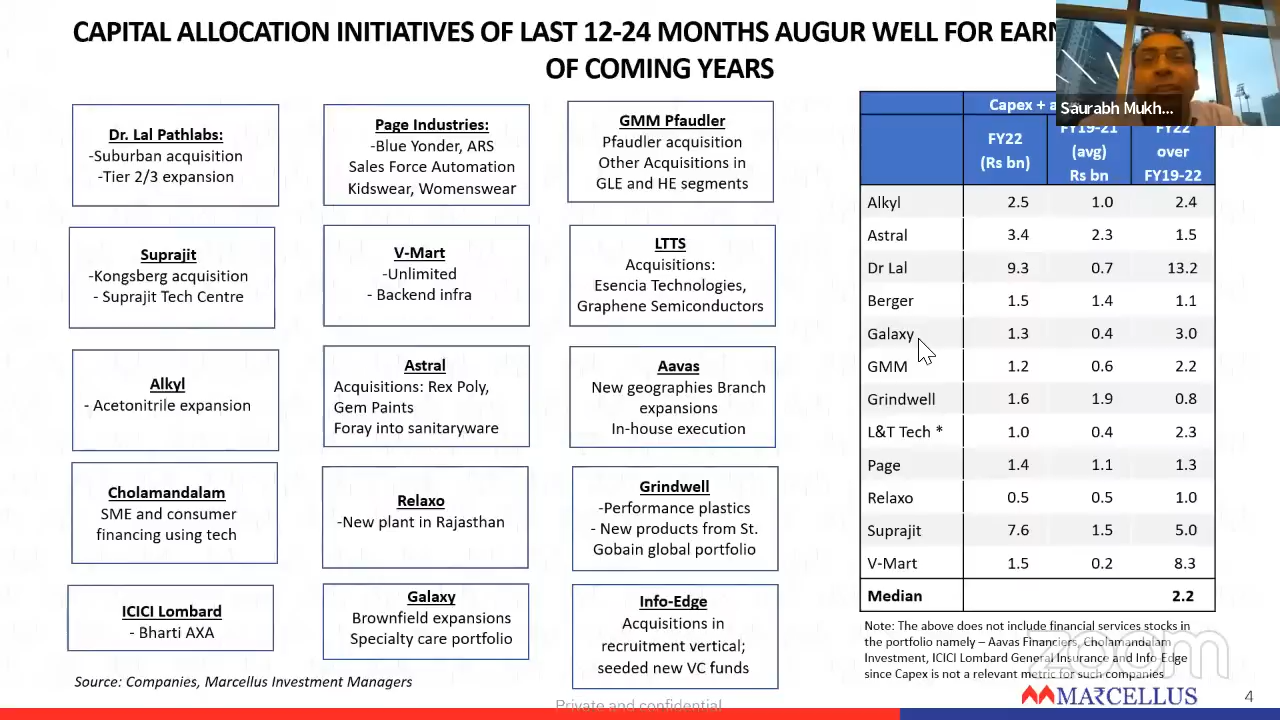 CAPITAL ALLOCATION INITIATIVES OF LAST 12-24 MONTHS AUGUR WELL FOR
OF COMING YEARS
Saurabh Mukh...
Dr. Lal Pathlabs:
-Suburban acquisition
-Tier 2/3 expansion
Page Industries:
-Blue Yonder, ARS
Sales Force Automation
Kidswear, Womenswear
GMM Pfaudler
Pfaudler acquisition
Other Acquisitions in
GLE and HE segments
Suprajit
-Kongsberg acquisition
- Suprajit Tech Centre
V-Mart
-Unlimited
- Backend infra
LTTS
Acquisitions:
Esencia Technologies,
Graphene Semiconductors
Alkyl
- Acetonitrile expansion
Astral
Acquisitions: Rex Poly,
Gem Paints
Foray into sanitaryware
Aavas
New geographies Branch
expansions
In-house execution
Cholamandalam
SME and consumer
financing using tech
Relaxo
-New plant in Rajasthan
Grindwell
-Performance plastics
- New products from St.
Gobain global portfolio
ICICI Lombard
- Bharti AXA
Galaxy
Brownfield expansions
Specialty care portfolio
Info-Edge
Acquisitions in
recruitment vertical;
seeded new VC funds
Capex +
FY22
(Rs bn)
FY19-21
(avg)
Rs bn
FY22
over
FY19-22
Alkyl 2.5 1.0 2.4
Astral 3.4 2.3 1.5
Dr Lal 9.3 0.7 13.2
Berger 1.5 1.4 1.1
Galaxy 1.3 0.4 3.0
GMM 1.2 0.6 2.2
Grindwell 1.6 1.9 0.8
L&T Tech * 1.0 0.4 2.3
Page 1.4 1.1 1.3
Relaxo 0.5 0.5 1.0
Suprajit 7.6 1.5 5.0
V-Mart 1.5 0.2 8.3
Median 2.2
Note: The above does not include financial services stocks in
the portfolio namely – Aavas Financiers, Cholamandalam
Investment, ICICI Lombard General Insurance and Info Edge
since Capex is not a relevant metric for such companies
zoom
Source: Companies, Marcellus Investment Managers
MARCELLUS
4
Private and confidential